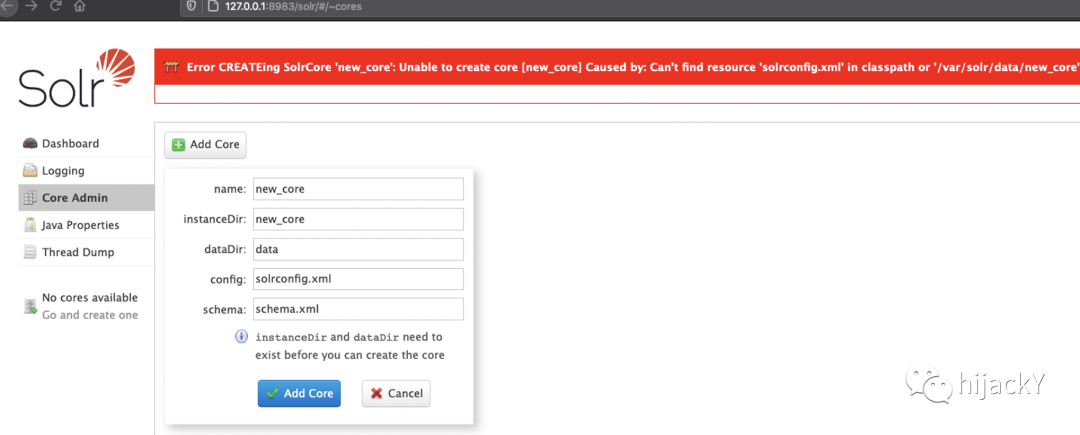 127.0.0.1:8983/solr/#/~cores
Solr
Error CREATEing SolrCore 'new_core': Unable to create core [new_core] Caused by: Can't find resource 'solrconfig.xml' in classpath or '/var/solr/data/new_core'
Dashboard
Logging
Core Admin
Java Properties
Thread Dump
No cores available
Go and create one
Add Core
name: new_core
instanceDir: new_core
dataDir: data
config: solrconfig.xml
schema: schema.xml
instanceDir and dataDir need to
exist before you can create the core
Add Core
Cancel
hijackY